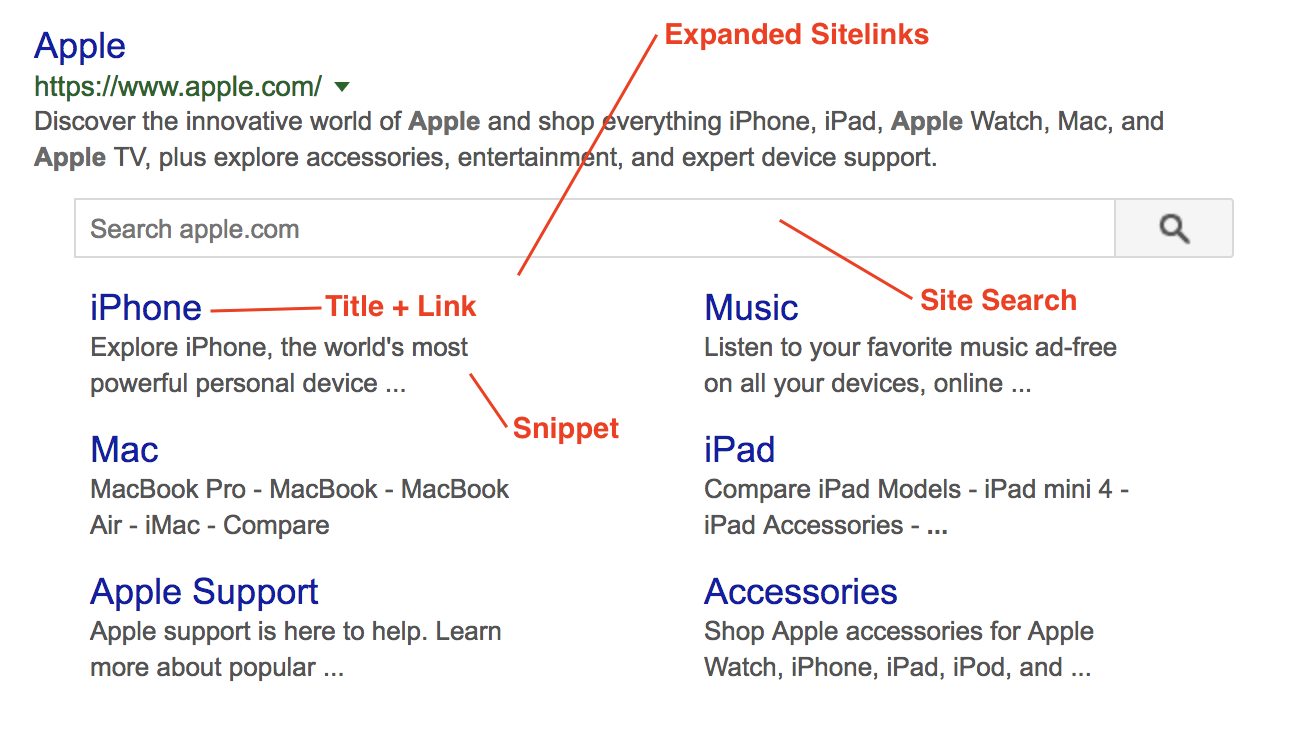 Expanded Sitelinks
Apple
https://www.apple.com/
Discover the innovative world of Apple and shop everything iPhone, iPad, Apple Watch, Mac, and
Apple TV, plus explore accessories, entertainment, and expert device support.
Search apple.com
iPhone
Title + Link
Explore iPhone, the world's most
powerful personal device ...
Snippet
Music
Site Search
Listen to your favorite music ad-free
on all your devices, online ...
Mac
MacBook Pro - MacBook - MacBook
Air - iMac - Compare
iPad
Compare iPad Models - iPad mini 4 -
iPad Accessories - ...
Apple Support
Apple support is here to help. Learn
more about popular ...
Accessories
Shop Apple accessories for Apple
Watch, iPhone, iPad, iPod, and ...